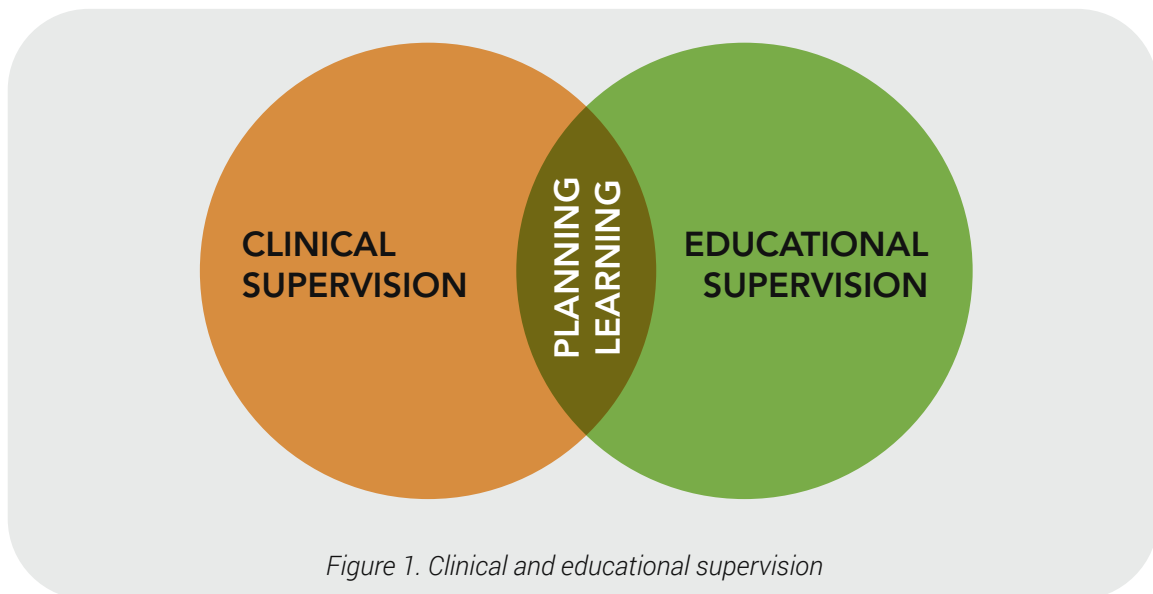 CLINICAL
SUPERVISION
PLANNING
LEARNING
EDUCATIONAL
SUPERVISION
Figure 1. Clinical and educational supervision